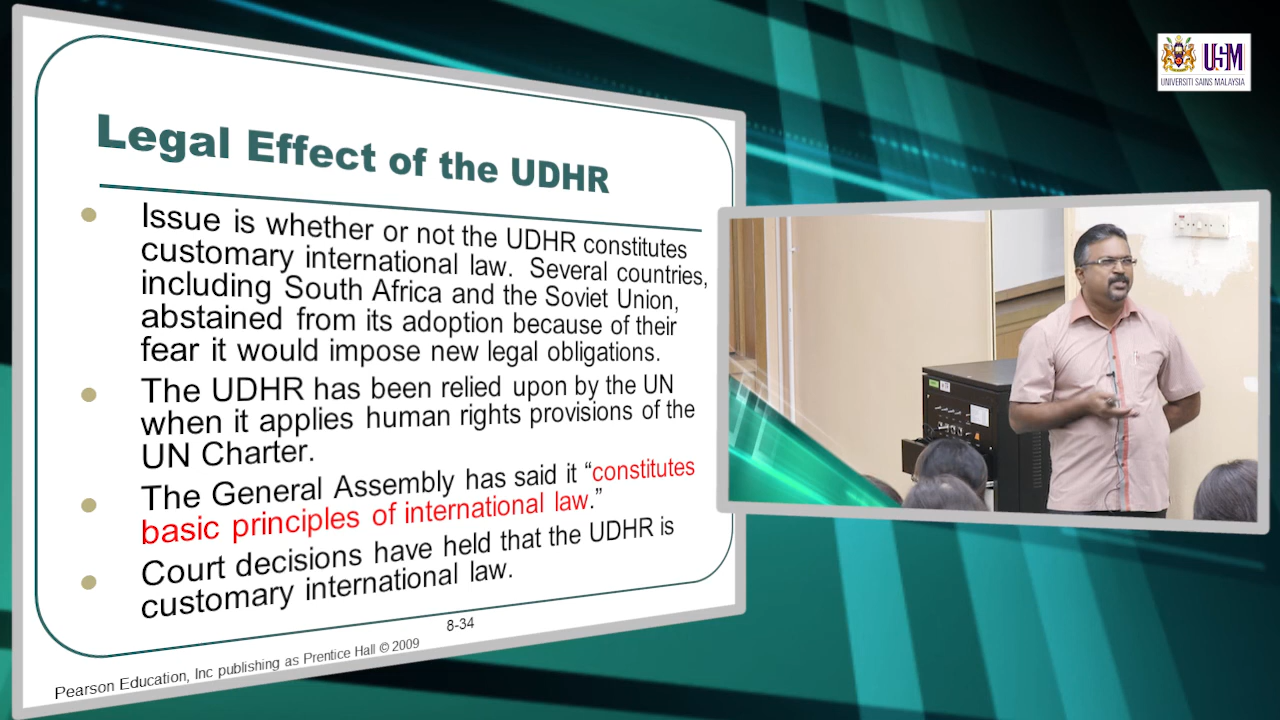 Legal Effect of the UDHR
Issue is whether or not the UDHR constitutes
customary international law. Several countries,
including South Africa and the Soviet Union,
abstained from its adoption because of their
fear it would impose new legal obligations.
The UDHR has been relied upon by the UN
when it applies human rights provisions of the
UN Charter.
The General Assembly has said it “constitutes
basic principles of international law.”
Court decisions have held that the UDHR is
customary international law.
8-34
Pearson Education, Inc publishing as Prentice Hall © 2009
USM
UNIVERSITI SAINS MALAYSIA